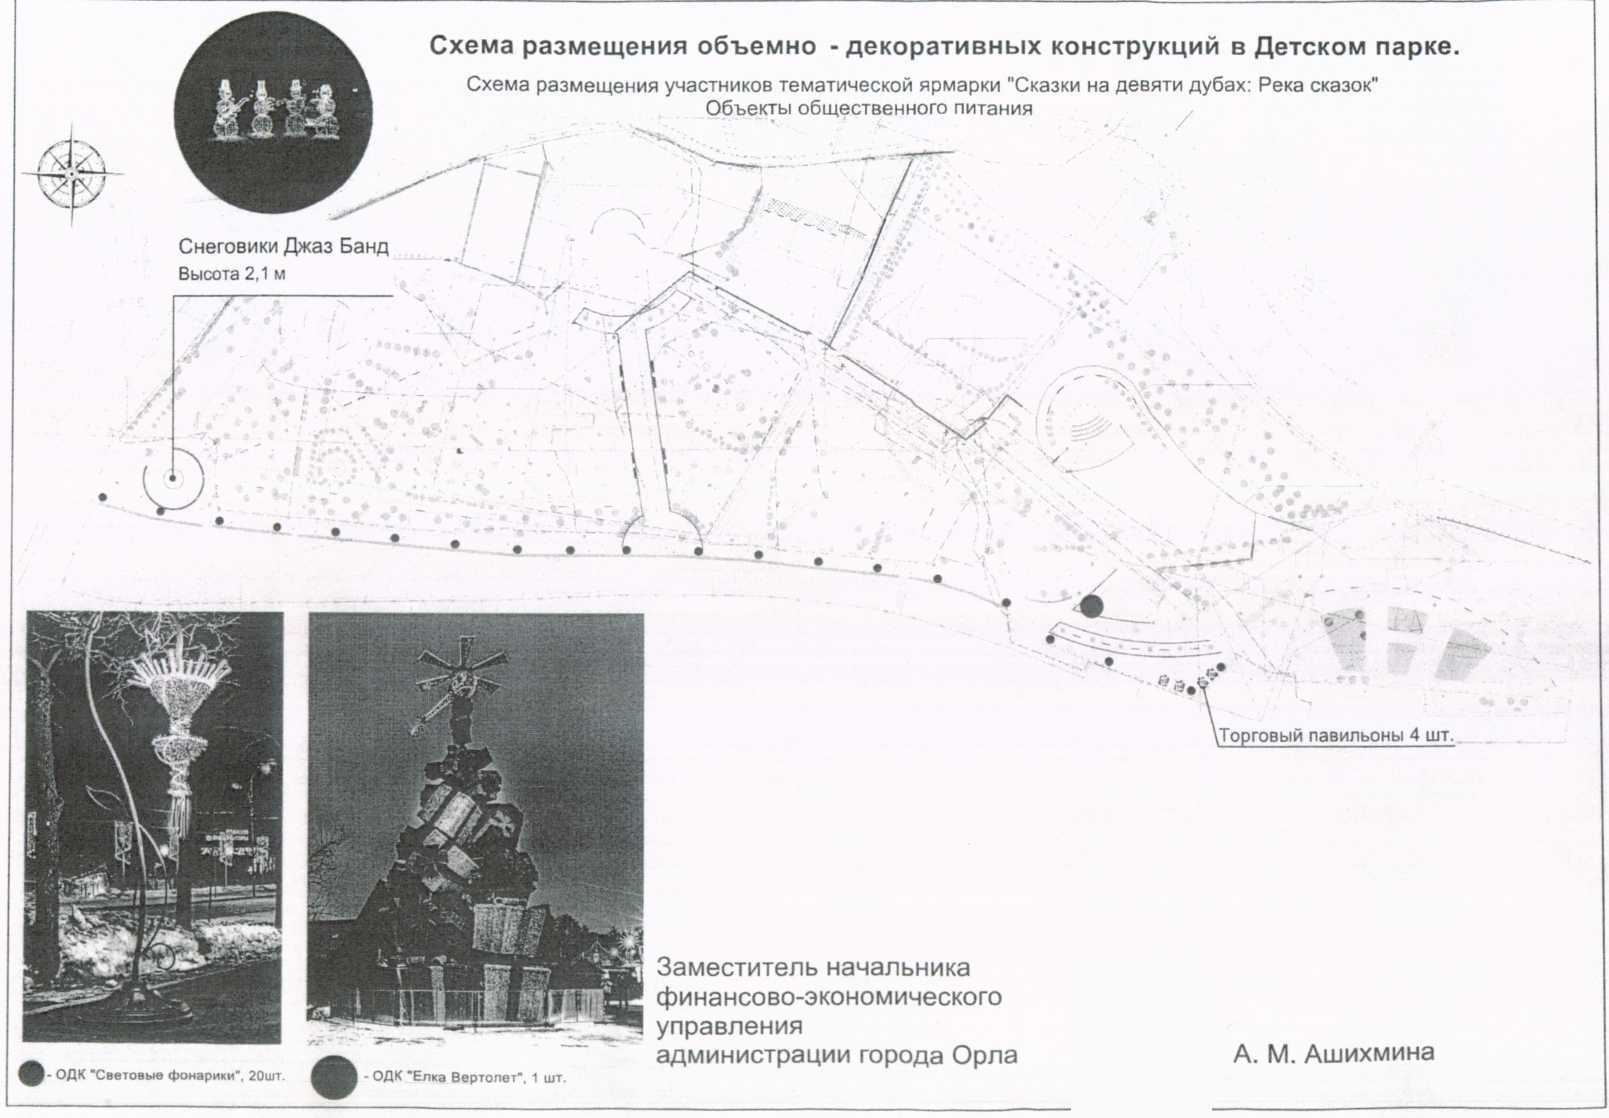 Схема размещения объемно - декоративных конструкций в Детском парке.
Схема размещения участников тематической ярмарки "Сказки на девяти дубах: Река сказок"
Объекты общественного питания
Снеговики Джаз Банд
Высота 2,1 м
Торговый павильоны 4 шт.
Заместитель начальника
финансово-экономического
управления
администрации города Орла
А. М. Ашихмина
- ОДК "Световые фонарики", 20шт.
- ОДК "Елка Вертолет", 1 шт.